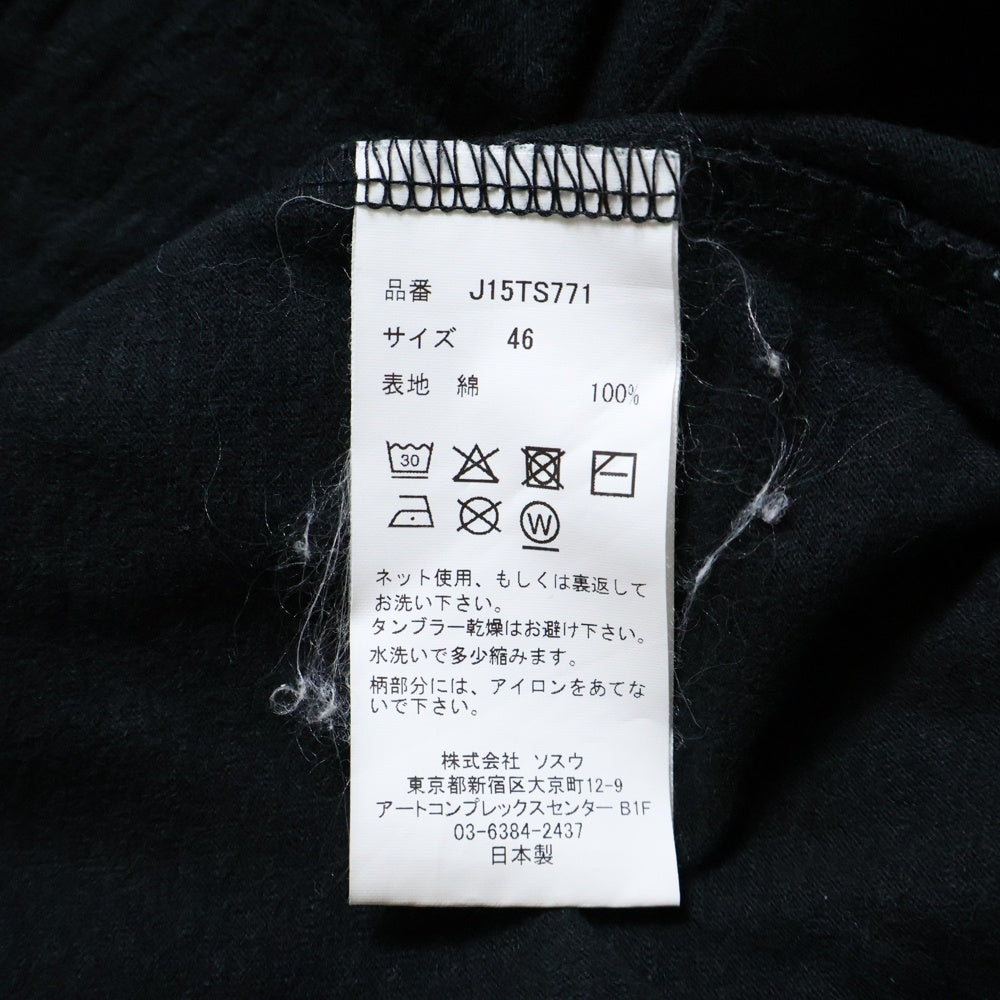 品番 J15TS771
サイズ 46
表地 綿 100%
30
W
ネット使用、もしくは裏返して
お洗い下さい。
タンブラー乾燥はお避け下さい。
水洗いで多少縮みます。
柄部分には、アイロンをあてな
いで下さい。
株式会社 ソスウ
東京都新宿区大京町12-9
アートコンプレックスセンター B1F
03-6384-2437
日本製